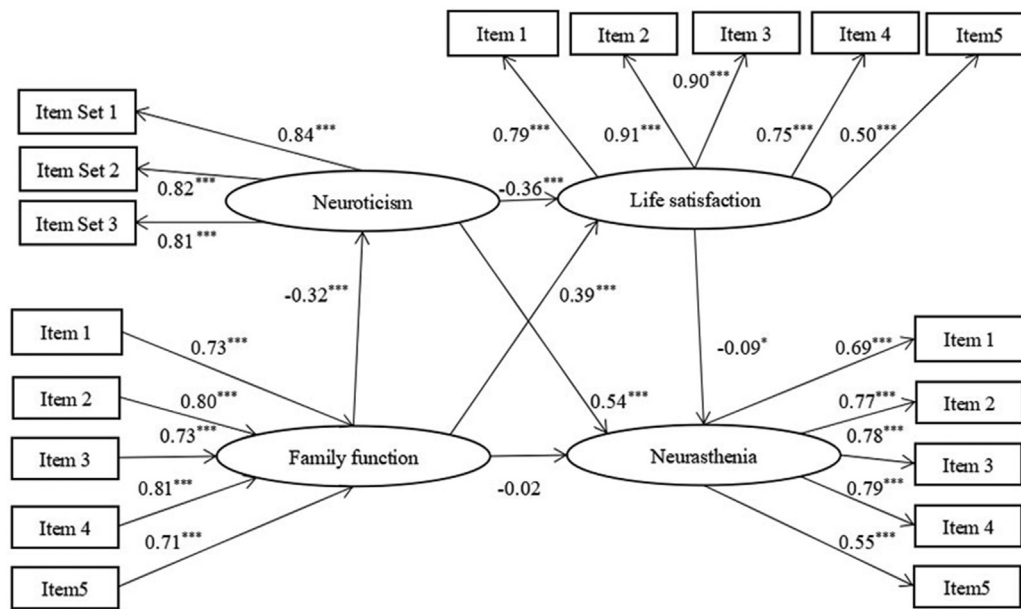 Item 1
Item 2
Item 3
Item 4
Item5
0.79***
0.91***
0.90***
0.75***
0.50***
Item Set 1
Item Set 2
Item Set 3
0.84***
0.82***
0.81***
Neuroticism
-0.36***
Life satisfaction
-0.32***
0.39***
-0.09*
0.54***
Item 1
Item 2
Item 3
Item 4
Item5
0.73***
0.80***
0.73***
0.81***
0.71***
Family function
-0.02
Neurasthenia
0.69***
0.77***
0.78***
0.79***
0.55***
Item 1
Item 2
Item 3
Item 4
Item5